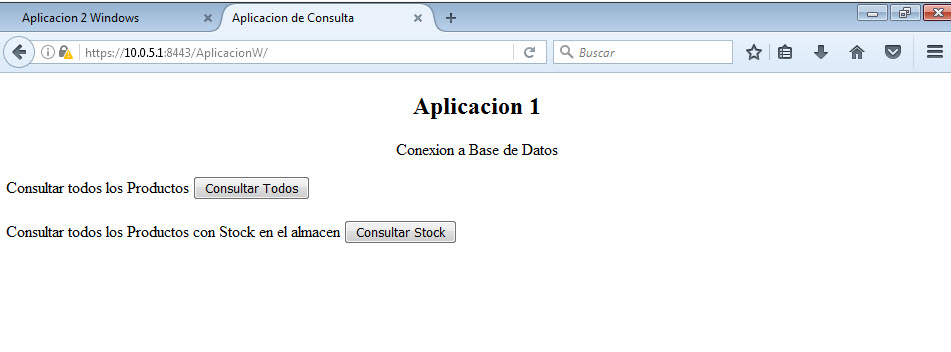 Aplicacion 2 Windows
Aplicacion de Consulta
https://10.0.5.1:8443/AplicacionW/
Buscar
Aplicacion 1
Conexion a Base de Datos
Consultar todos los Productos Consultar Todos
Consultar todos los Productos con Stock en el almacen Consultar Stock